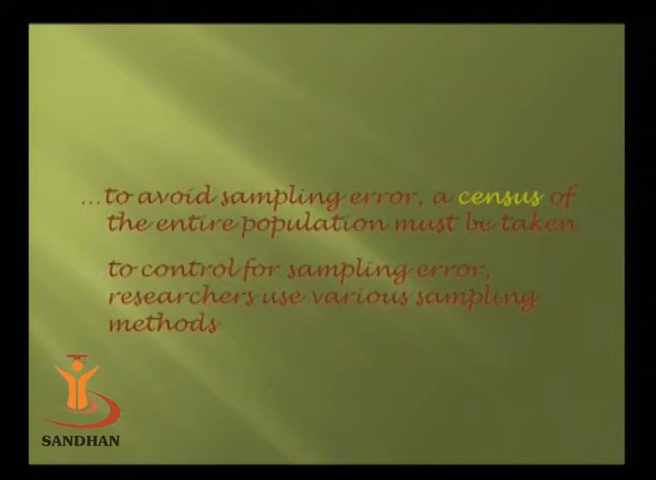 ...to avoid sampling error, a census of
the entire population must be taken
to control for sampling error,
researchers use various sampling
methods
SANDHAN